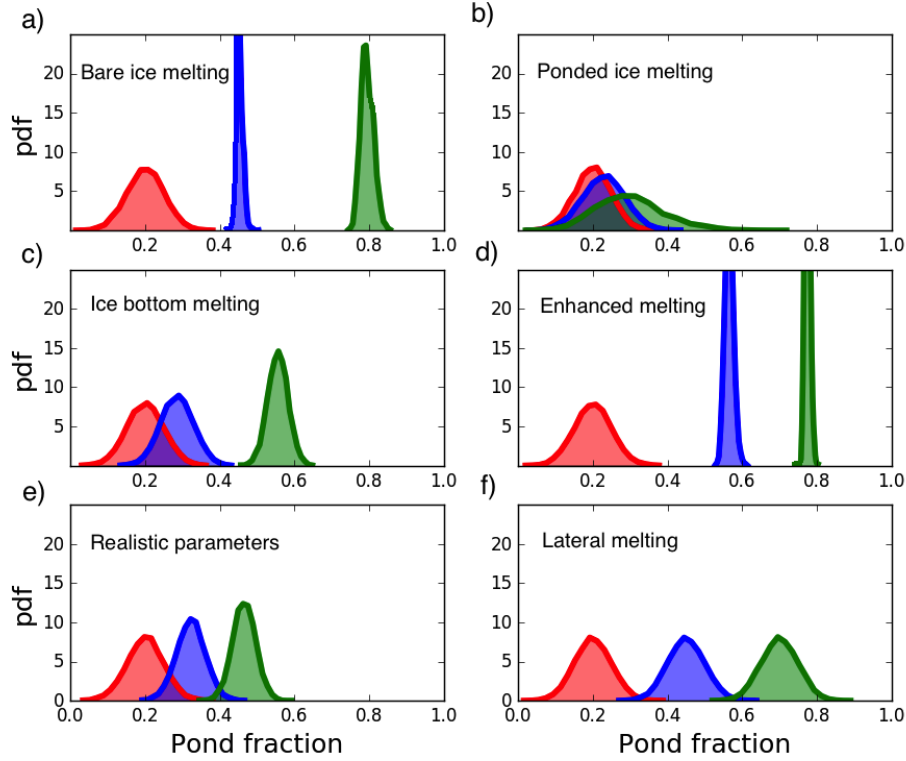 a)
b)
Bare ice melting
Ponded ice melting
pdf
20
15
10
5
0.2 0.4 0.6 0.8 1.0
20
15
10
5
0.2 0.4 0.6 0.8 1.0
c)
d)
Ice bottom melting
Enhanced melting
pdf
20
15
10
5
0.2 0.4 0.6 0.8 1.0
20
15
10
5
0.2 0.4 0.6 0.8 1.0
e)
f)
Realistic parameters
Lateral melting
pdf
20
15
10
5
0
0.0 0.2 0.4 0.6 0.8 1.0
Pond fraction
20
15
10
5
0
0.2 0.4 0.6 0.8 1.0
Pond fraction